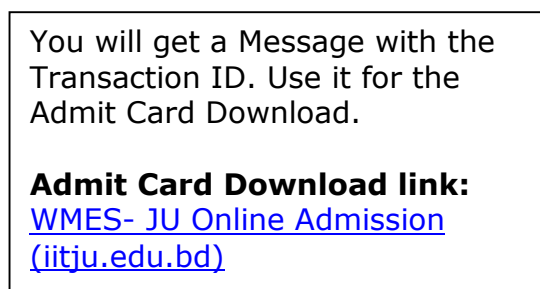 You will get a Message with the
Transaction ID. Use it for the
Admit Card Download.
Admit Card Download link:
WMES- JU Online Admission
(iitju.edu.bd)